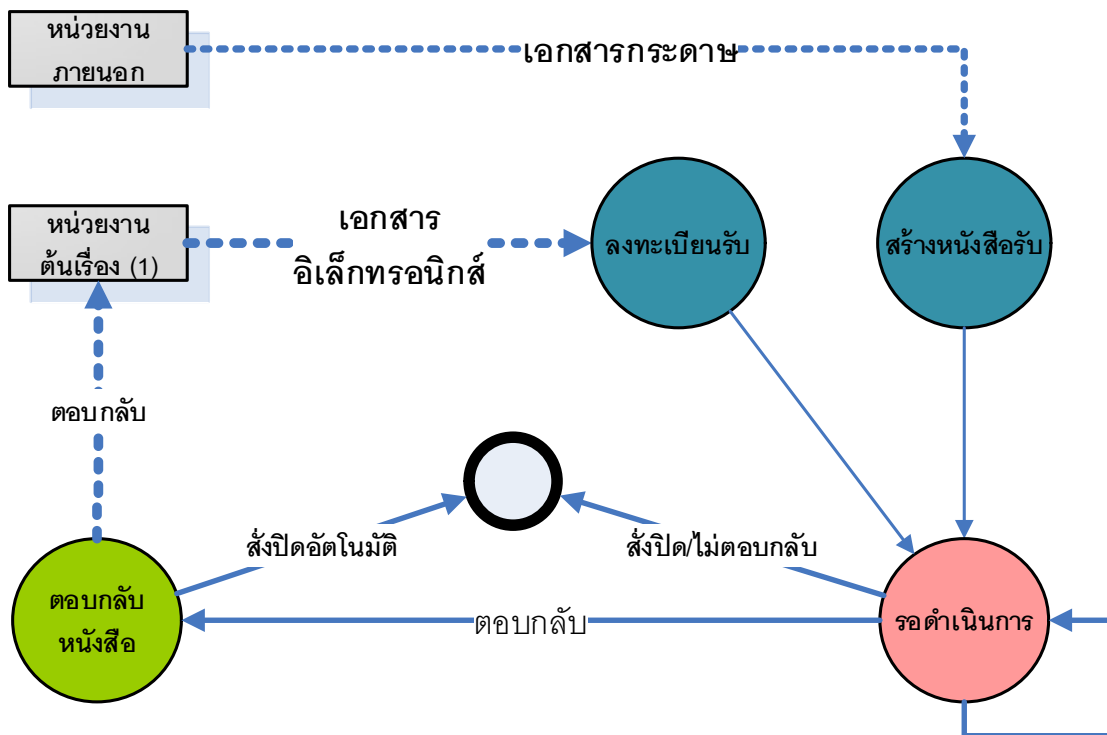 หน่วยงาน
ภายนอก
เอกสารกระดาษ
หน่วยงาน
ต้นเรื่อง (1)
เอกสาร
อิเล็กทรอนิกส์
ลงทะเบียนรับ
สร้างหนังสือรับ
ตอบกลับ
สั่งปิดอัตโนมัติ
สั่งปิด/ไม่ตอบกลับ
ตอบกลับ
หนังสือ
ตอบกลับ
รอดำเนินการ